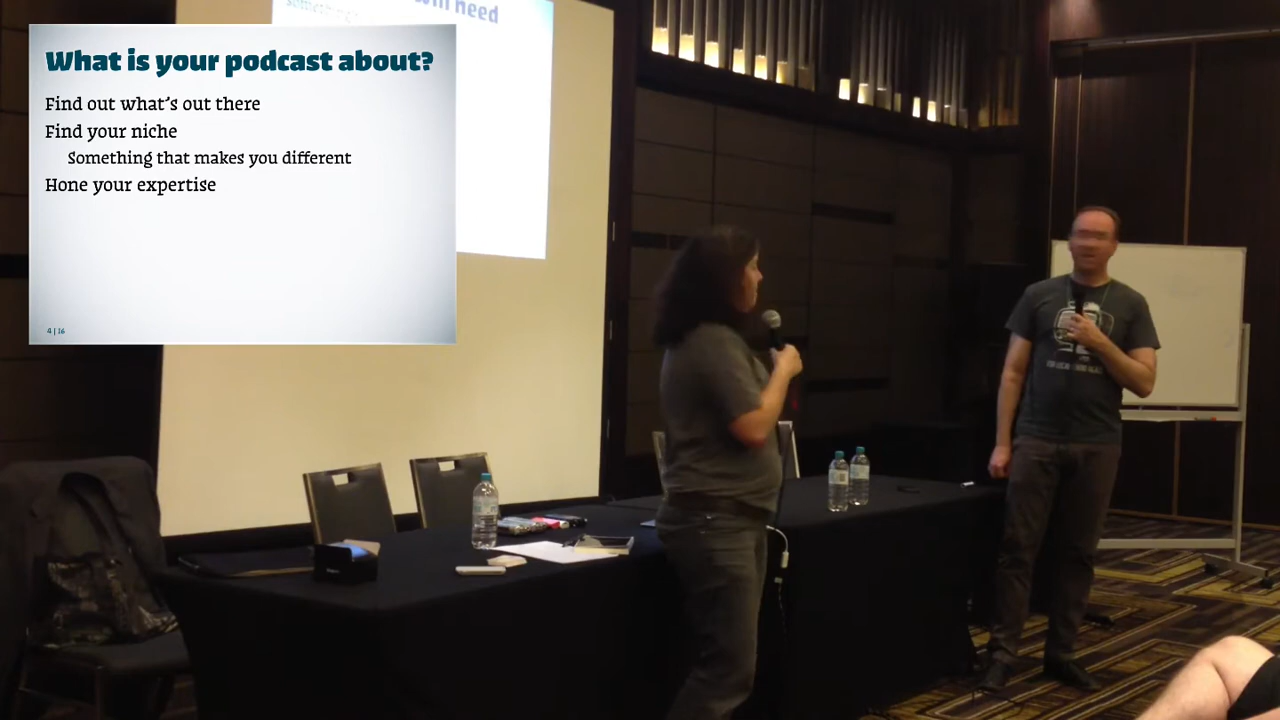 need
What is your podcast about?
Find out what's out there
Find your niche
Something that makes you different
Hone your expertise
4 | 16